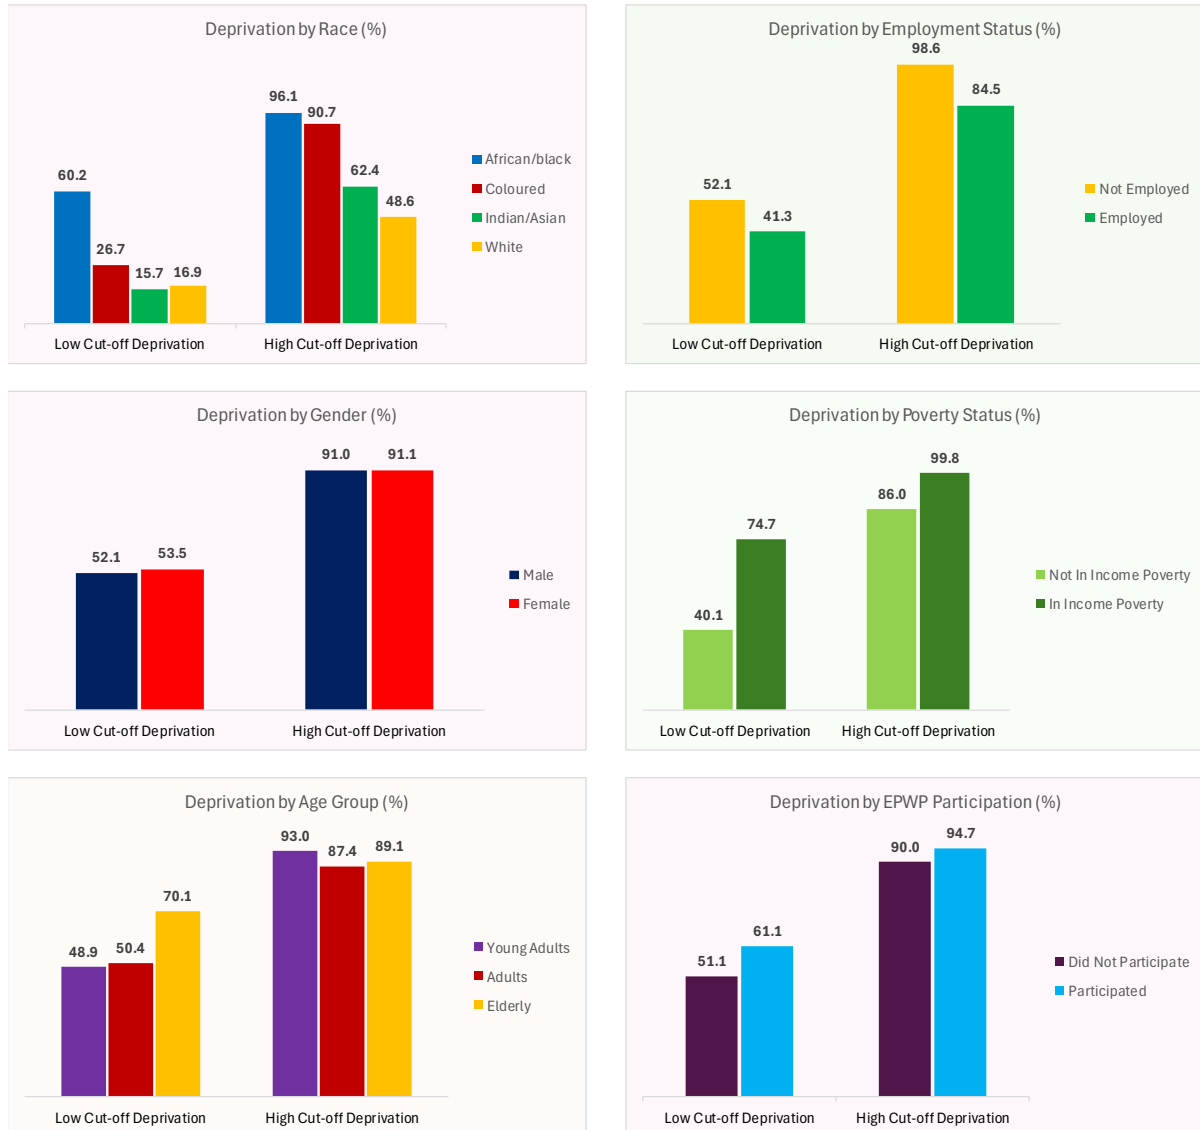 Deprivation by Race (%)
96.1
90.7
60.2
62.4
48.6
26.7
15.7
16.9
African/black
Coloured
Indian/Asian
White
Low Cut-off Deprivation
High Cut-off Deprivation
Deprivation by Employment Status (%)
98.6
84.5
52.1
41.3
Not Employed
Employed
Low Cut-off Deprivation
High Cut-off Deprivation
Deprivation by Gender (%)
91.0
91.1
52.1
53.5
Male
Female
Low Cut-off Deprivation
High Cut-off Deprivation
Deprivation by Poverty Status (%)
99.8
86.0
74.7
40.1
Not In Income Poverty
In Income Poverty
Low Cut-off Deprivation
High Cut-off Deprivation
Deprivation by Age Group (%)
93.0
87.4
89.1
70.1
48.9
50.4
Young Adults
Adults
Elderly
Low Cut-off Deprivation
High Cut-off Deprivation
Deprivation by EPWP Participation (%)
94.7
90.0
61.1
51.1
Did Not Participate
Participated
Low Cut-off Deprivation
High Cut-off Deprivation